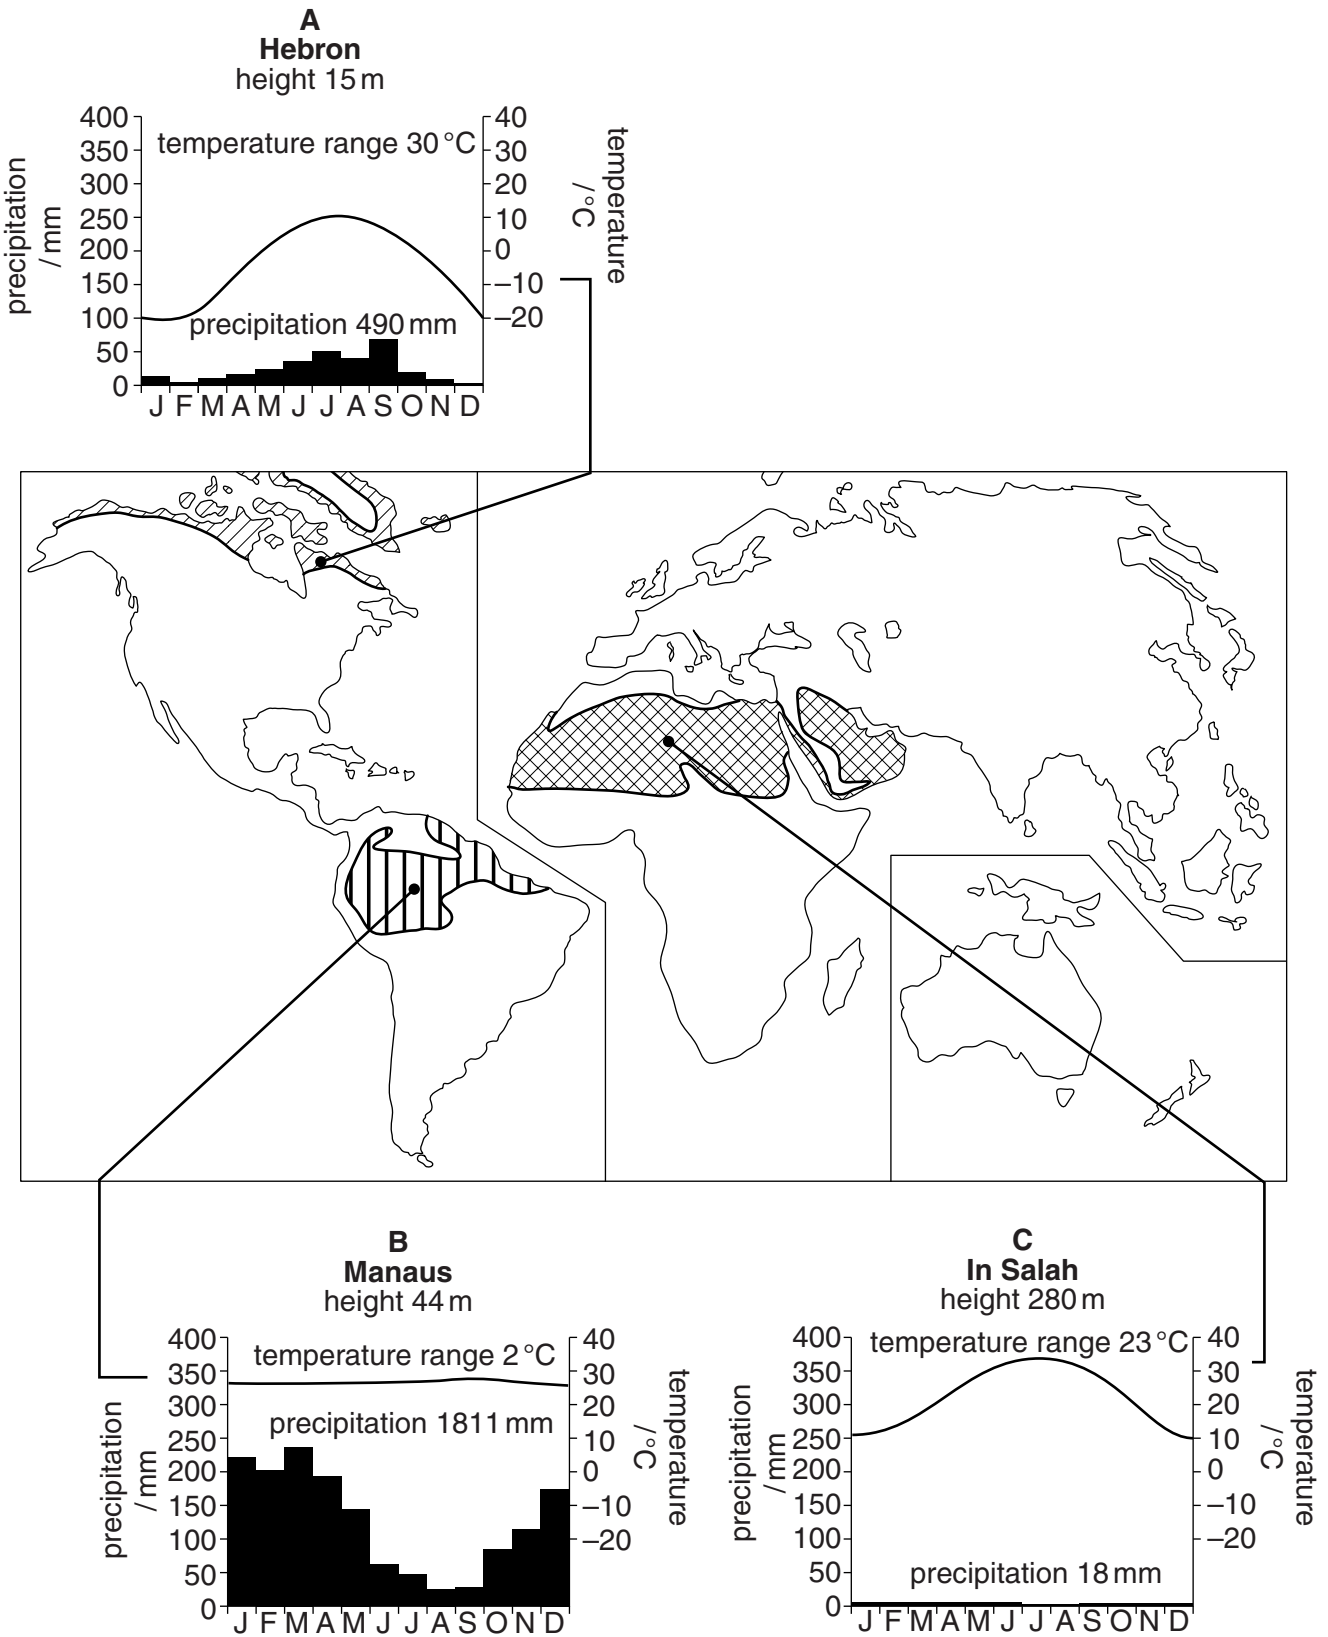 A
Hebron
height 15 m
400
350
300
250
200
150
100
50
0
precipitation
/ mm
temperature range 30 °C
precipitation 490 mm
40
30
20
10
0
–10
–20
temperature
/ °C
J F M A M J J A S O N D
B
Manaus
height 44 m
400
350
300
250
200
150
100
50
0
precipitation
/ mm
temperature range 2 °C
precipitation 1811 mm
40
30
20
10
0
–10
–20
temperature
/ °C
J F M A M J J A S O N D
C
In Salah
height 280 m
400
350
300
250
200
150
100
50
0
precipitation
/ mm
temperature range 23 °C
precipitation 18 mm
40
30
20
10
0
–10
–20
temperature
/ °C
J F M A M J J A S O N D